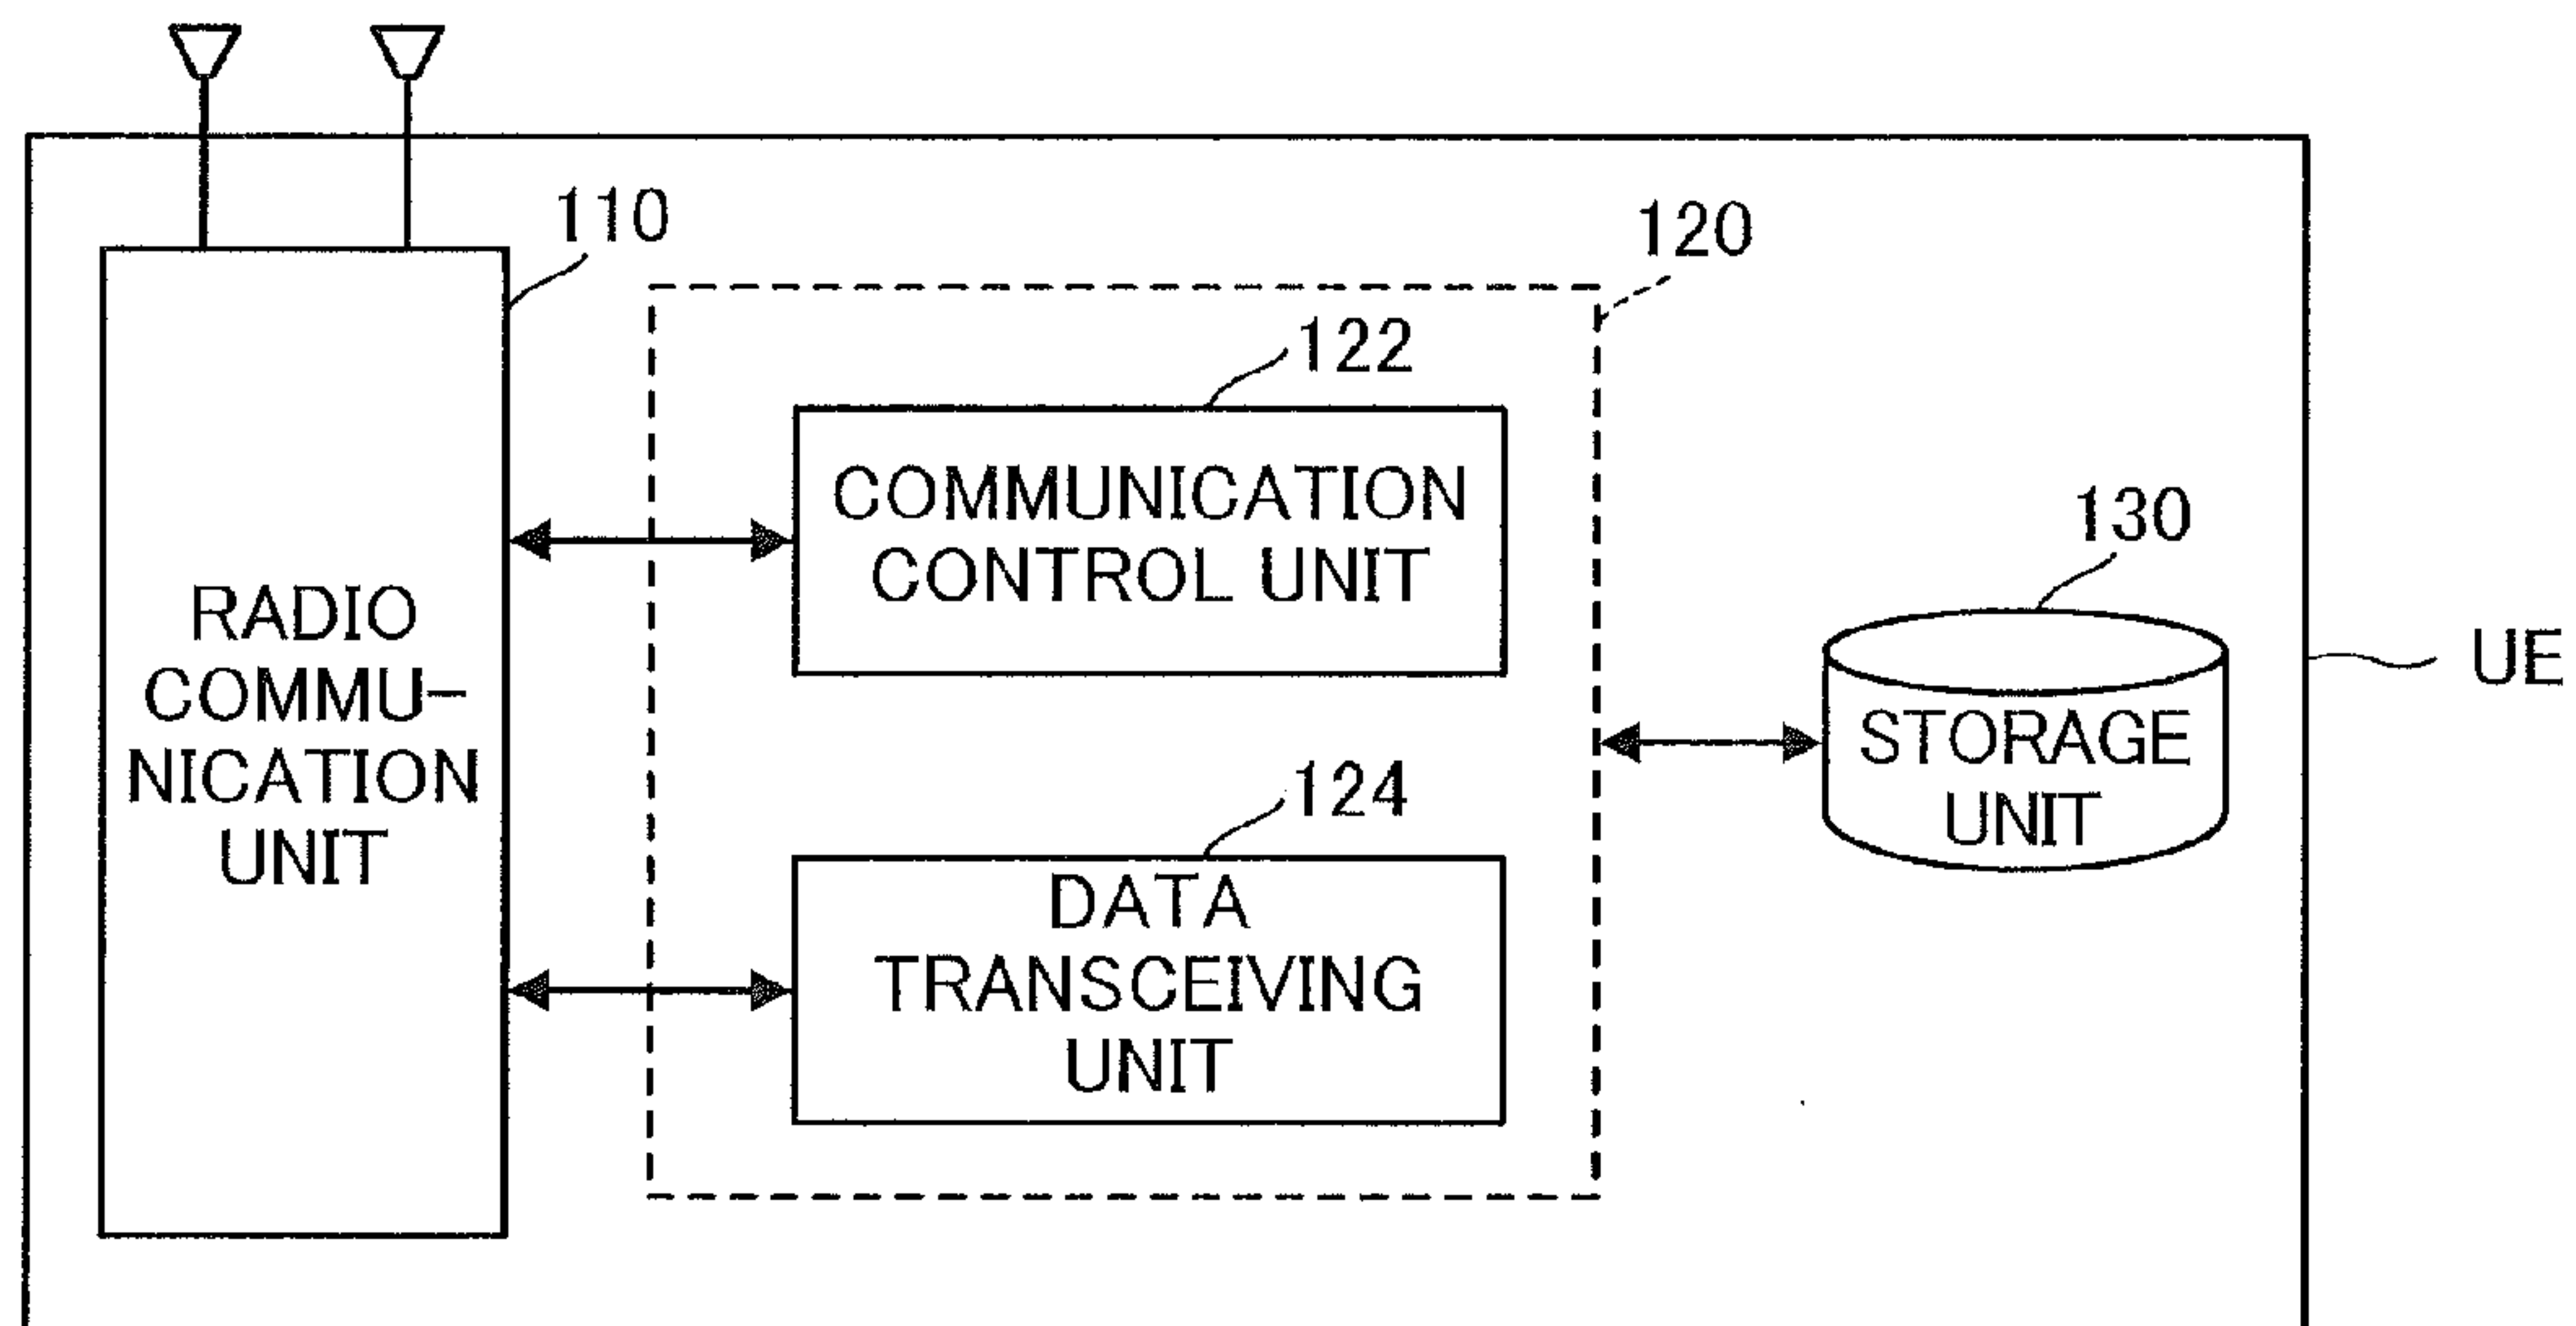 110
120
122
COMMUNICATION
CONTROL UNIT
130
RADIO
COMMU-
NICATION
UNIT
UE
STORAGE
UNIT
124
DATA
TRANSCEIVING
UNIT